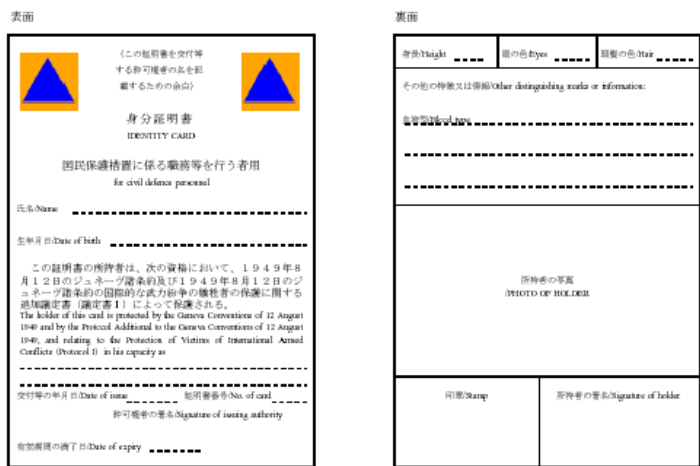 表面
(この証明書を交付等
する許可権者の名を記
載するための余白)
身分証明書
IDENTITY CARD
国民保護措置に係る職務等を行う者用
for civil defence personnel
氏名/Name
生年月日/Date of birth
この証明書の所持者は、次の資格において、1949年8
月12日のジュネーヴ諸条約及び1949年8月12日のジ
ュネーヴ諸条約の国際的な武力紛争の犠牲者の保護に関する
追加議定書(議定書I)によって保護される。
The holder of this card is protected by the Geneva Conventions of 12 August
1949 and by the Protocol Additional to the Geneva Conventions of 12 August
1949, and relating to the Protection of Victims of International Armed
Conflicts (Protocol I) in his capacity as
交付等の年月日/Date of issue 証明書番号/No. of card
許可権者の署名/Signature of issuing authority
有効期間の満了日/Date of expiry
裏面
身長/Height 眼の色/Eyes 頭髪の色/Hair
その他の特徴又は情報/Other distinguishing marks or information:
血液型/Blood type
所持者の写真
/PHOTO OF HOLDER
印章/Stamp 所持者の署名/Signature of holder